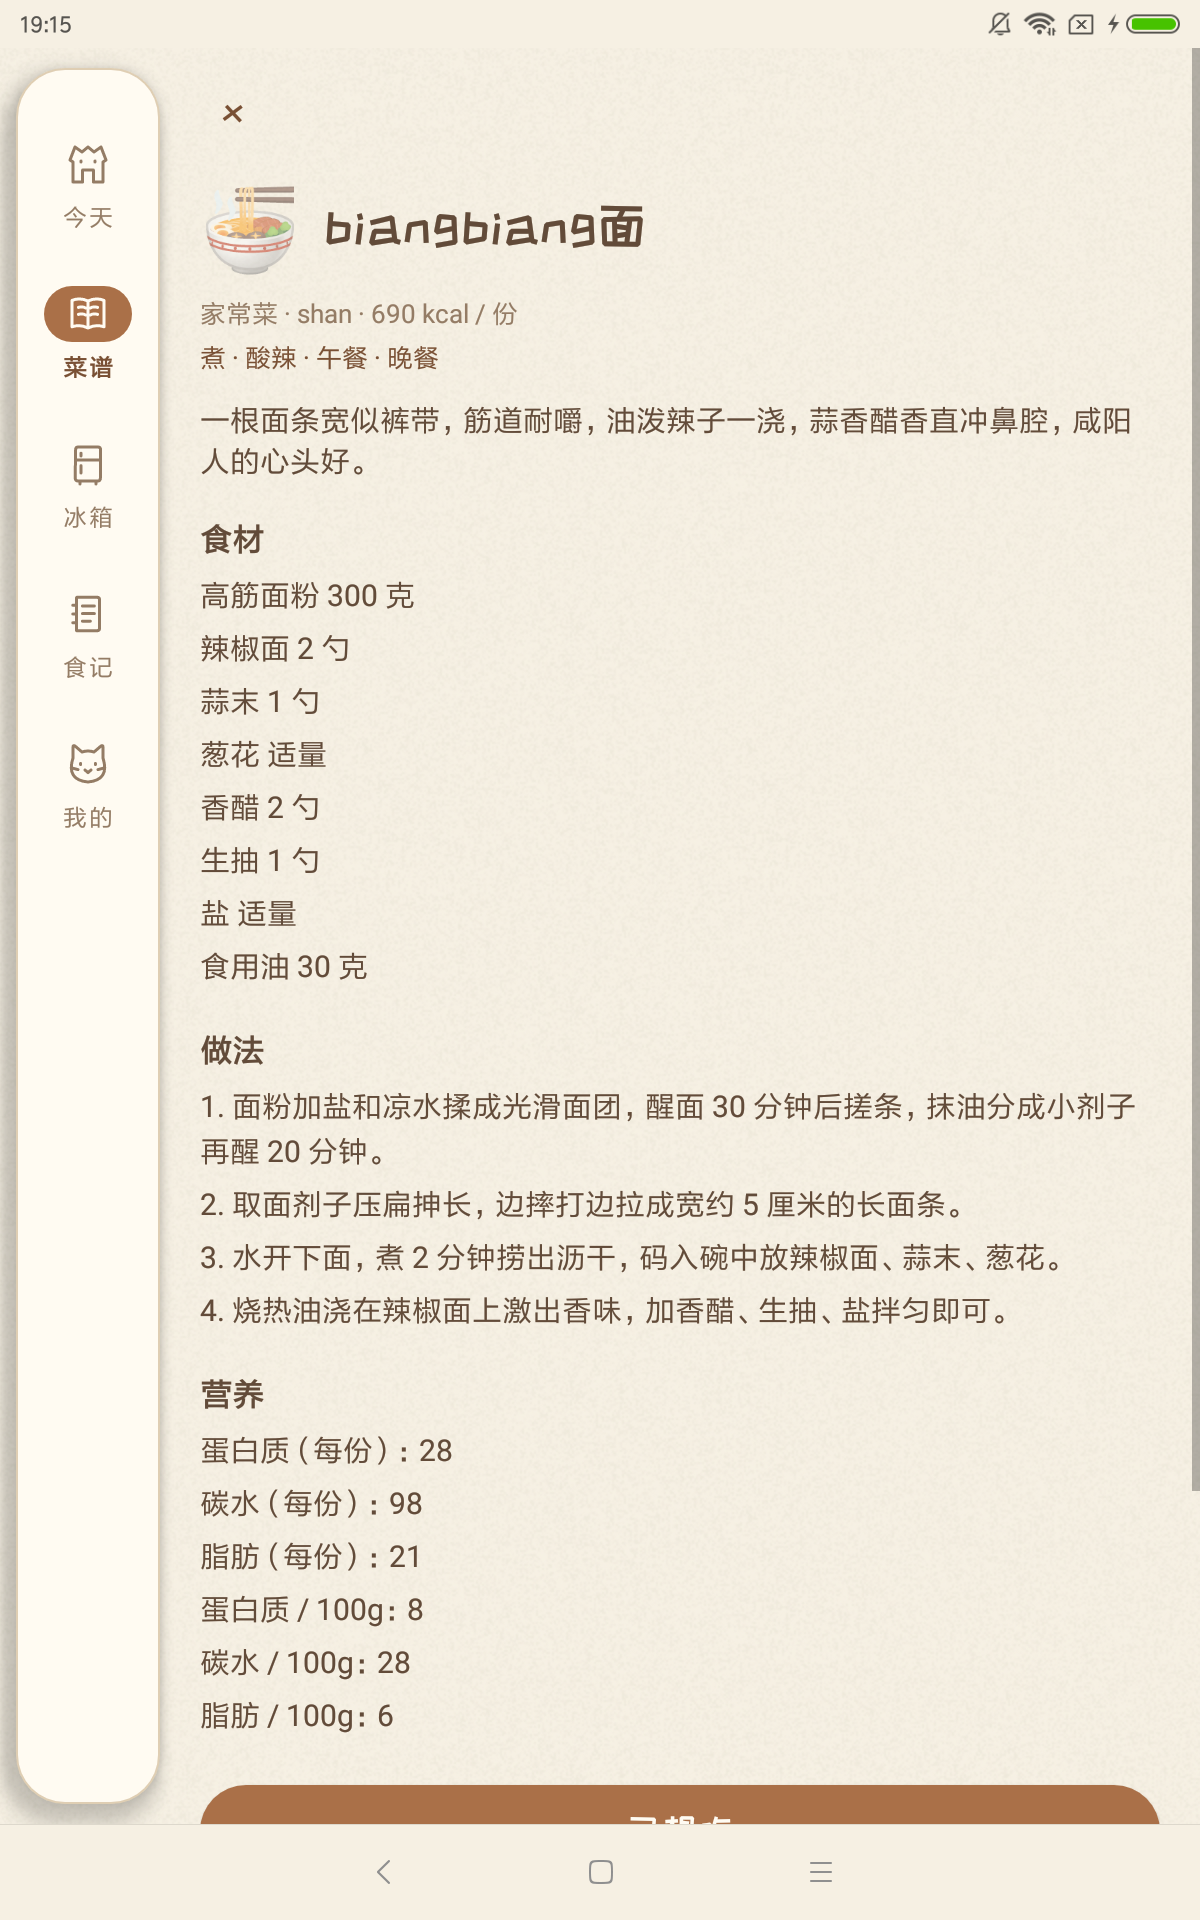 19:15
今天
菜谱
冰箱
食记
我的
×
biangbiang面
家常菜 · shan · 690 kcal / 份
煮 · 酸辣 · 午餐 · 晚餐
一根面条宽似裤带，筋道耐嚼，油泼辣子一浇，蒜香醋香直冲鼻腔，咸阳
人的心头好。
食材
高筋面粉 300 克
辣椒面 2 勺
蒜末 1 勺
葱花 适量
香醋 2 勺
生抽 1 勺
盐 适量
食用油 30 克
做法
1. 面粉加盐和凉水揉成光滑面团，醒面 30 分钟后搓条，抹油分成小剂子
再醒 20 分钟。
2. 取面剂子压扁抻长，边摔打边拉成宽约 5 厘米的长面条。
3. 水开下面，煮 2 分钟捞出沥干，码入碗中放辣椒面、蒜末、葱花。
4. 烧热油浇在辣椒面上激出香味，加香醋、生抽、盐拌匀即可。
营养
蛋白质（每份）: 28
碳水（每份）: 98
脂肪（每份）: 21
蛋白质 / 100g: 8
碳水 / 100g: 28
脂肪 / 100g: 6